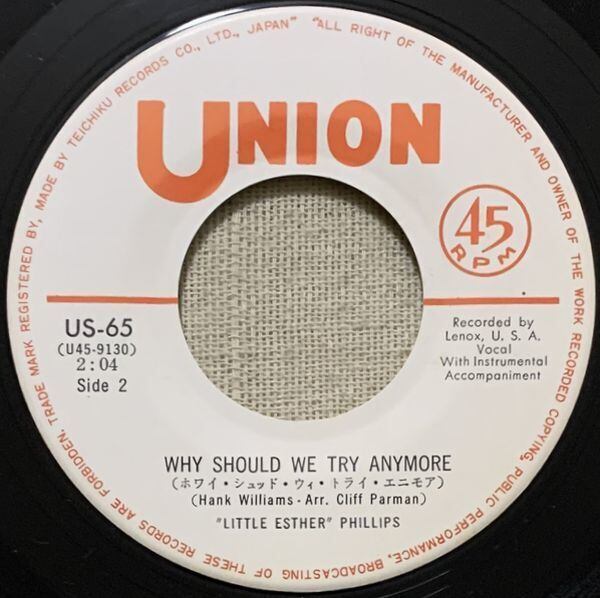 TRADE MARK REGISTERED BY, MADE BY TEICHIKU RECORDS CO., LTD., JAPAN" "ALL RIGHT OF THE MANUFACTURER AND OWNER OF THE WORK RECORDED COPYING, PUBLIC PERFORMANCE, BROADCASTING OF THESE RECORDS ARE FORBIDDEN.
UNION
45
RPM
US-65
(U45-9130)
2:04
Side 2
Recorded by
Lenox, U. S. A.
Vocal
With Instrumental
Accompaniment
WHY SHOULD WE TRY ANYMORE
(ホワイ・シュッド・ウィ・トライ・エニモア)
(Hank Williams - Arr. Cliff Parman)
"LITTLE ESTHER" PHILLIPS